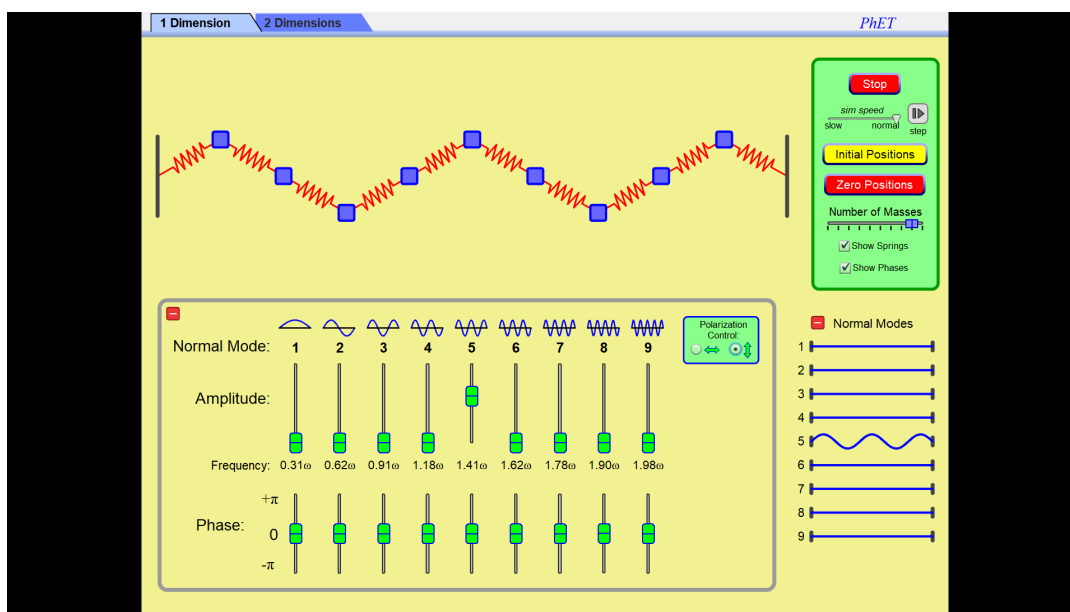 1 Dimension 2 Dimensions PhET
Stop
sim speed
slow normal step
Initial Positions
Zero Positions
Number of Masses
Show Springs
Show Phases
Normal Mode: 1 2 3 4 5 6 7 8 9
Polarization
Control:
Amplitude:
Frequency: 0.31ω 0.62ω 0.91ω 1.18ω 1.41ω 1.62ω 1.78ω 1.90ω 1.98ω
+π
Phase: 0
-π
Normal Modes
1
2
3
4
5
6
7
8
9